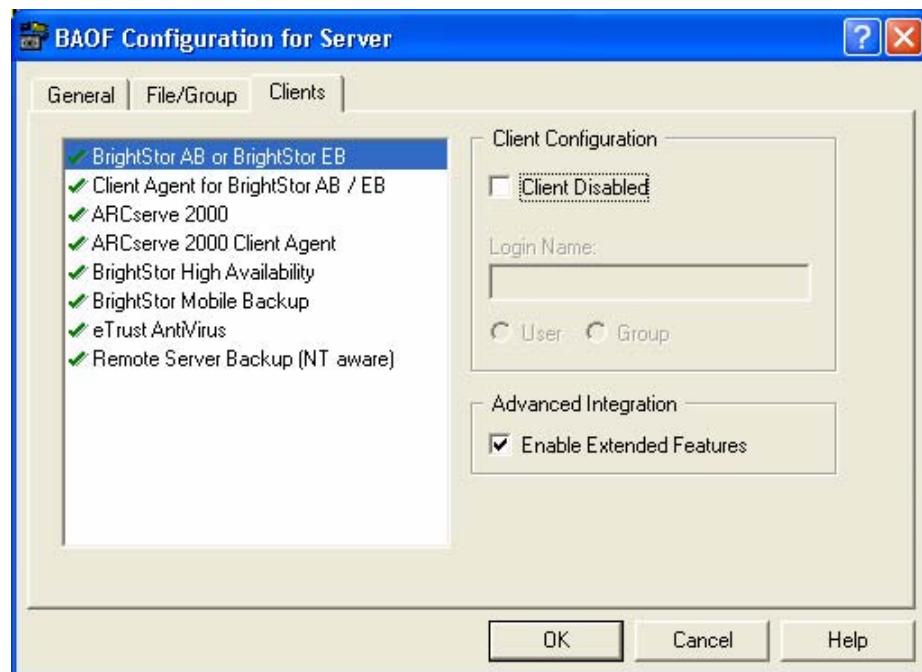 BAOF Configuration for Server
General File/Group Clients
BrightStor AB or BrightStor EB
Client Agent for BrightStor AB / EB
ARCserve 2000
ARCserve 2000 Client Agent
BrightStor High Availability
BrightStor Mobile Backup
eTrust AntiVirus
Remote Server Backup (NT aware)
Client Configuration
Client Disabled
Login Name:
User Group
Advanced Integration
Enable Extended Features
OK Cancel Help